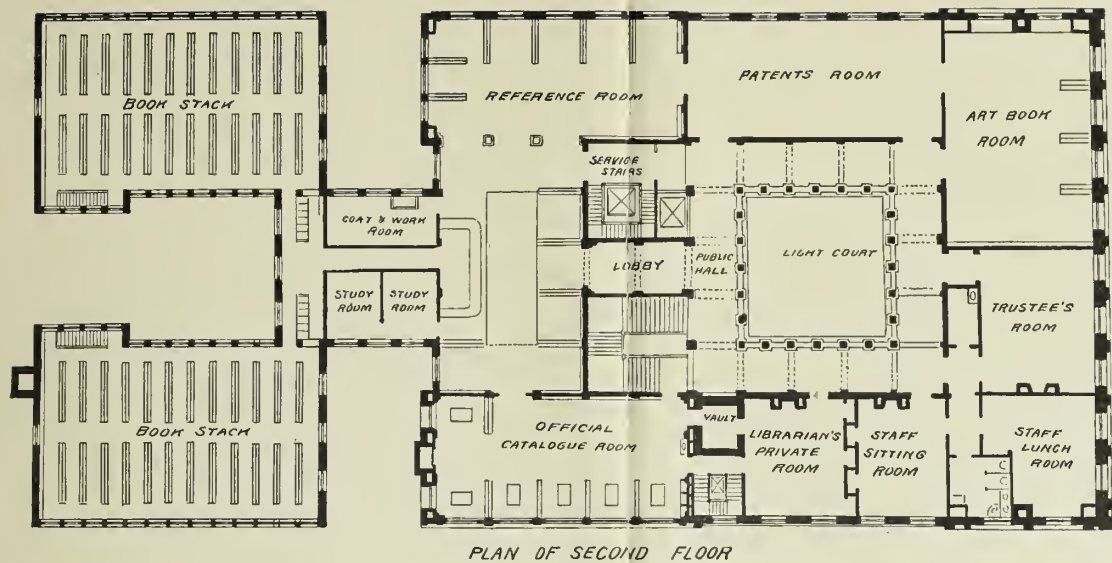 BOOK STACK
REFERENCE ROOM
PATENTS ROOM
ART BOOK
ROOM
SERVICE
STAIRS
COAT & WORK
ROOM
LOBBY
PUBLIC
HALL
LIGHT COURT
STUDY
ROOM
STUDY
ROOM
TRUSTEE'S
ROOM
BOOK STACK
OFFICIAL
CATALOGUE ROOM
VAULT
LIBRARIAN'S
PRIVATE
ROOM
STAFF
SITTING
ROOM
STAFF
LUNCH
ROOM
PLAN OF SECOND FLOOR